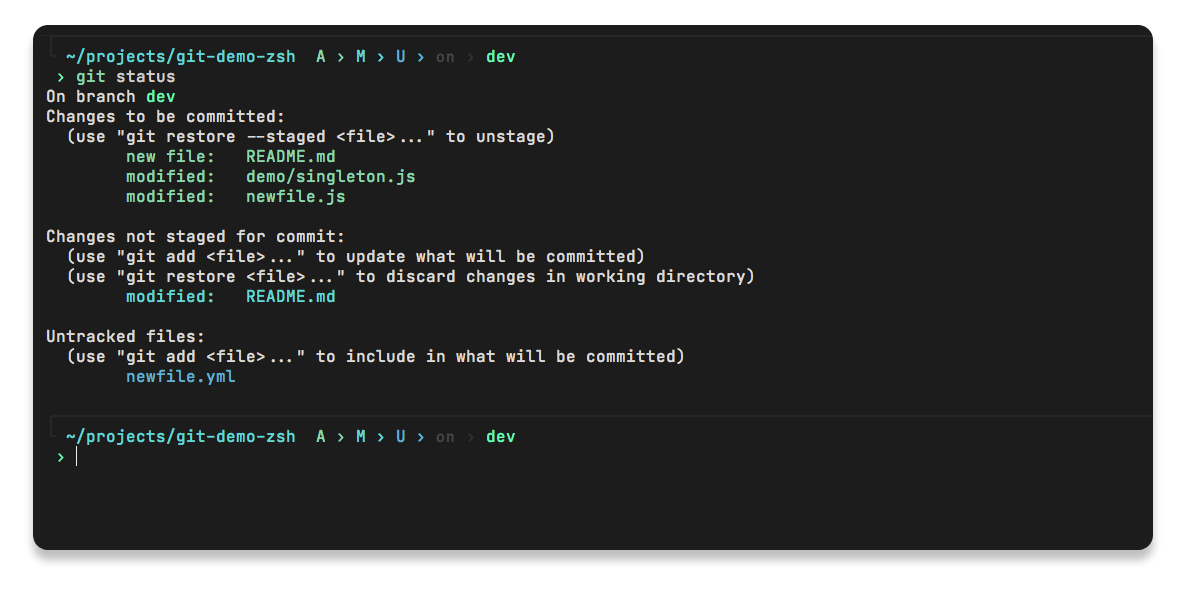 ~/projects/git-demo-zsh  A › M › U › on › dev
› git status
On branch dev
Changes to be committed:
  (use "git restore --staged <file>..." to unstage)
        new file:   README.md
        modified:   demo/singleton.js
        modified:   newfile.js
Changes not staged for commit:
  (use "git add <file>..." to update what will be committed)
  (use "git restore <file>..." to discard changes in working directory)
        modified:   README.md
Untracked files:
  (use "git add <file>..." to include in what will be committed)
        newfile.yml
~/projects/git-demo-zsh  A › M › U › on › dev
›